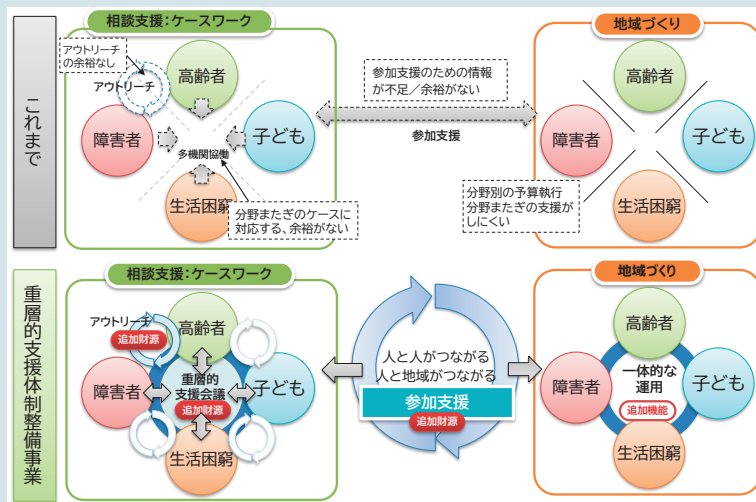 これまで
相談支援：ケースワーク
アウトリーチ
の余裕なし
アウトリーチ
高齢者
障害者
子ども
多機関協働
生活困窮
分野またぎのケースに
対応する、余裕がない
参加支援のための情報
が不足／余裕がない
参加支援
地域づくり
高齢者
障害者
子ども
分野別の予算執行
分野またぎの支援が
しにくい
生活困窮
重層的支援体制整備事業
相談支援：ケースワーク
アウトリーチ
追加財源
高齢者
障害者
重層的
支援会議
追加財源
子ども
生活困窮
人と人がつながる
人と地域がつながる
参加支援
追加財源
地域づくり
高齢者
障害者
一体的な
運用
追加機能
子ども
生活困窮